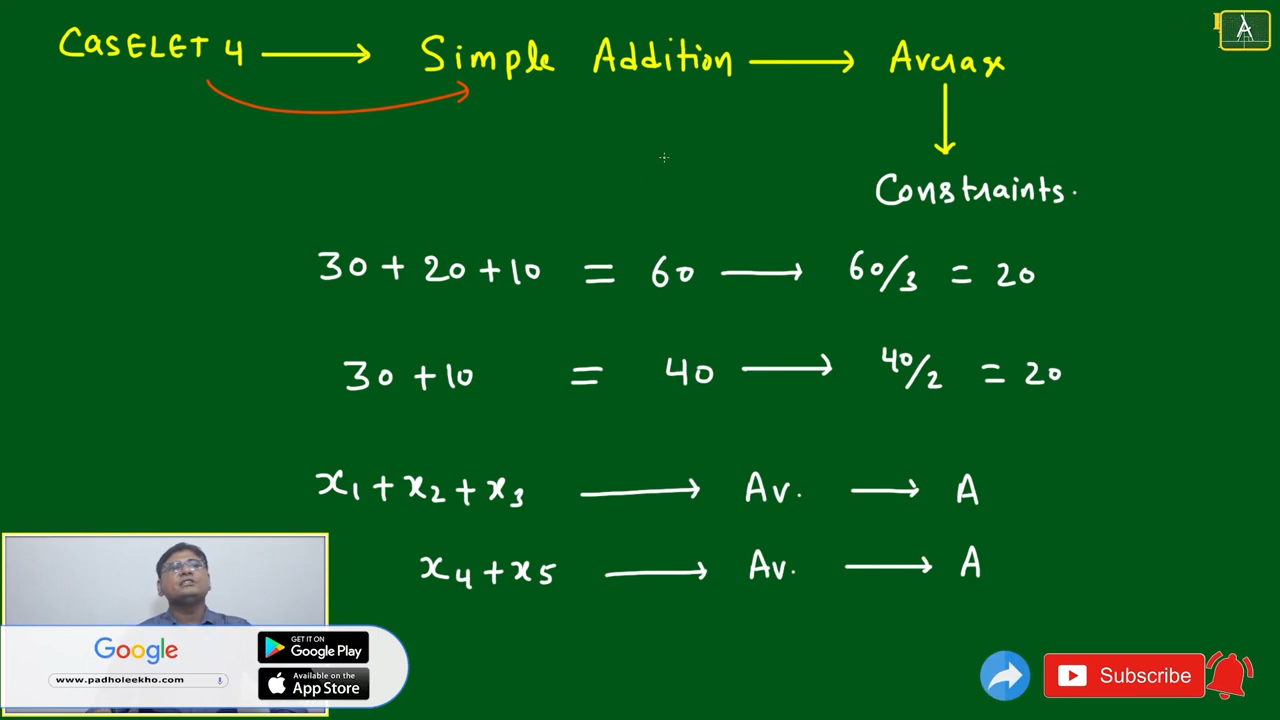 CASELET 4 → Simple Addition →
Constraints.
30 + 20 + 10 = 60 → 60/3 = 20
30 + 10 = 40 → 40/2 = 20
x₁ + x₂ + x₃ → Av. → A
x₄ + x₅ → Av. → A
Google
www.padholeekho.com
GET IT ON
Google Play
Available on the
App Store
Subscribe